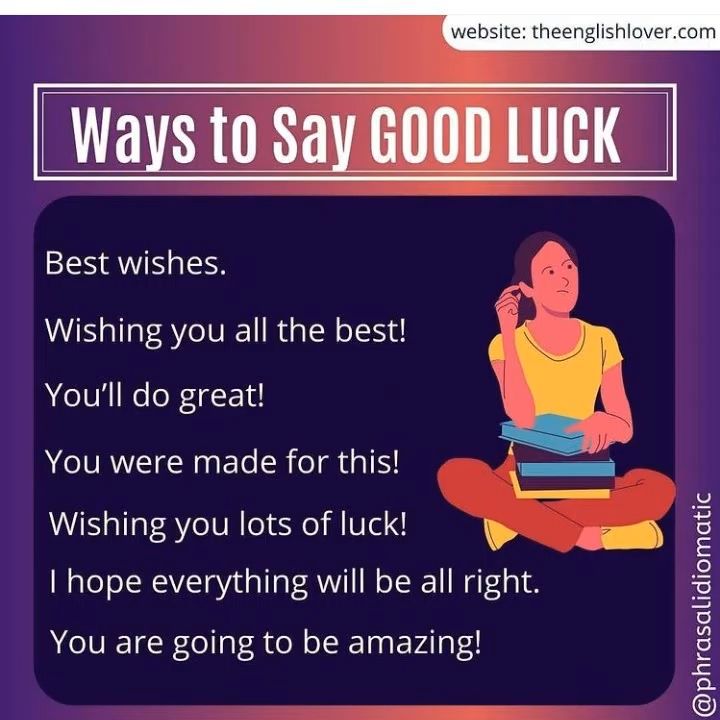 website: theenglishlover.com
Ways to Say GOOD LUCK
Best wishes.
Wishing you all the best!
You’ll do great!
You were made for this!
Wishing you lots of luck!
I hope everything will be all right.
You are going to be amazing!
@phrasalidiomatic